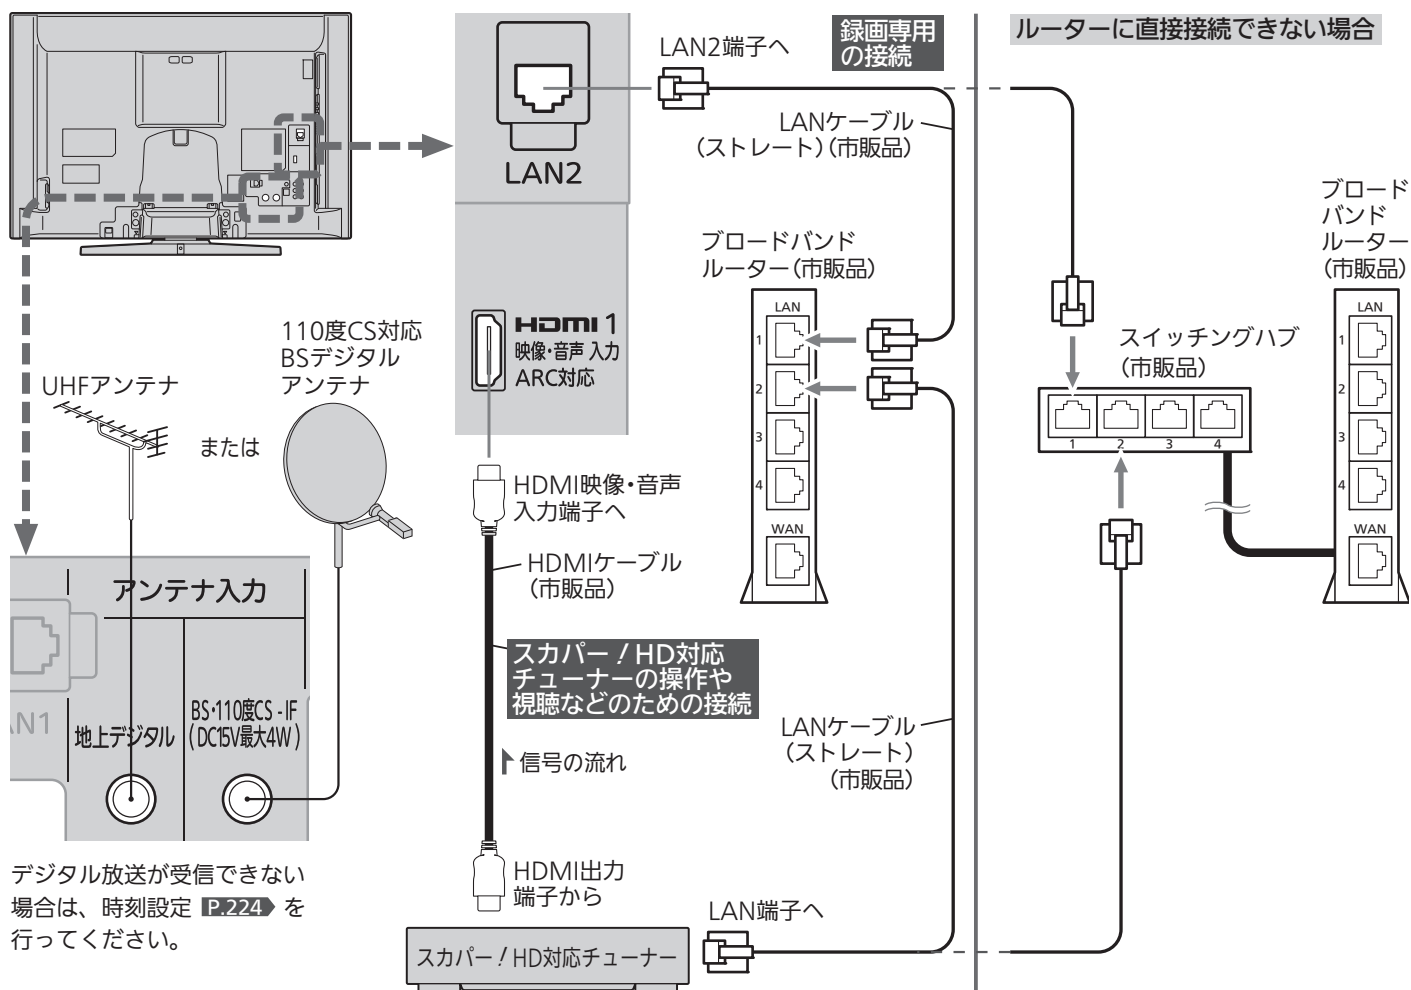 LAN2
HDMI 1
映像・音声 入力
ARC対応
LAN2端子へ
録画専用
の接続
LANケーブル
（ストレート）（市販品）
ブロードバンド
ルーター（市販品）
LAN
1
2
3
4
WAN
110度CS対応
BSデジタル
アンテナ
UHFアンテナ
または
アンテナ入力
AN1
地上デジタル
BS・110度CS-IF
（DC15V最大4W）
デジタル放送が受信できない
場合は、時刻設定 P.224 を
行ってください。
HDMI映像・音声
入力端子へ
HDMIケーブル
（市販品）
スカパー！HD対応
チューナーの操作や
視聴などのための接続
信号の流れ
HDMI出力
端子から
スカパー！HD対応チューナー
LAN端子へ
LANケーブル
（ストレート）
（市販品）
ルーターに直接接続できない場合
スイッチングハブ
（市販品）
1
2
3
4
ブロード
バンド
ルーター
（市販品）
LAN
1
2
3
4
WAN